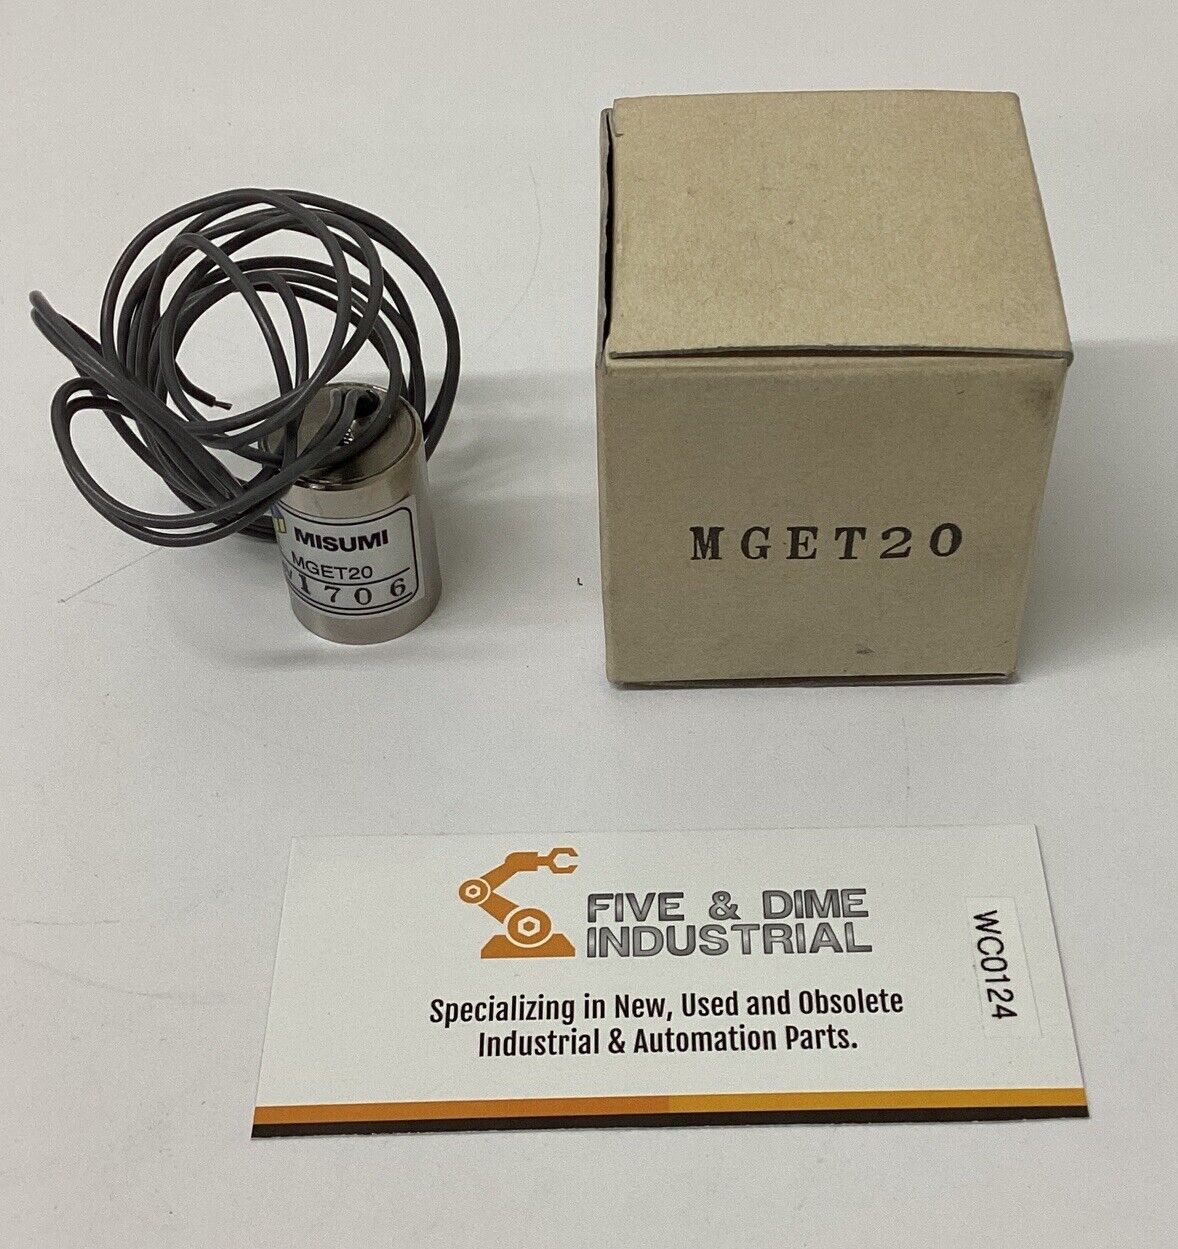 MISUMI
MGET20
1706
MGET20
FIVE & DIME
INDUSTRIAL
Specializing in New, Used and Obsolete
Industrial & Automation Parts.
WC0124